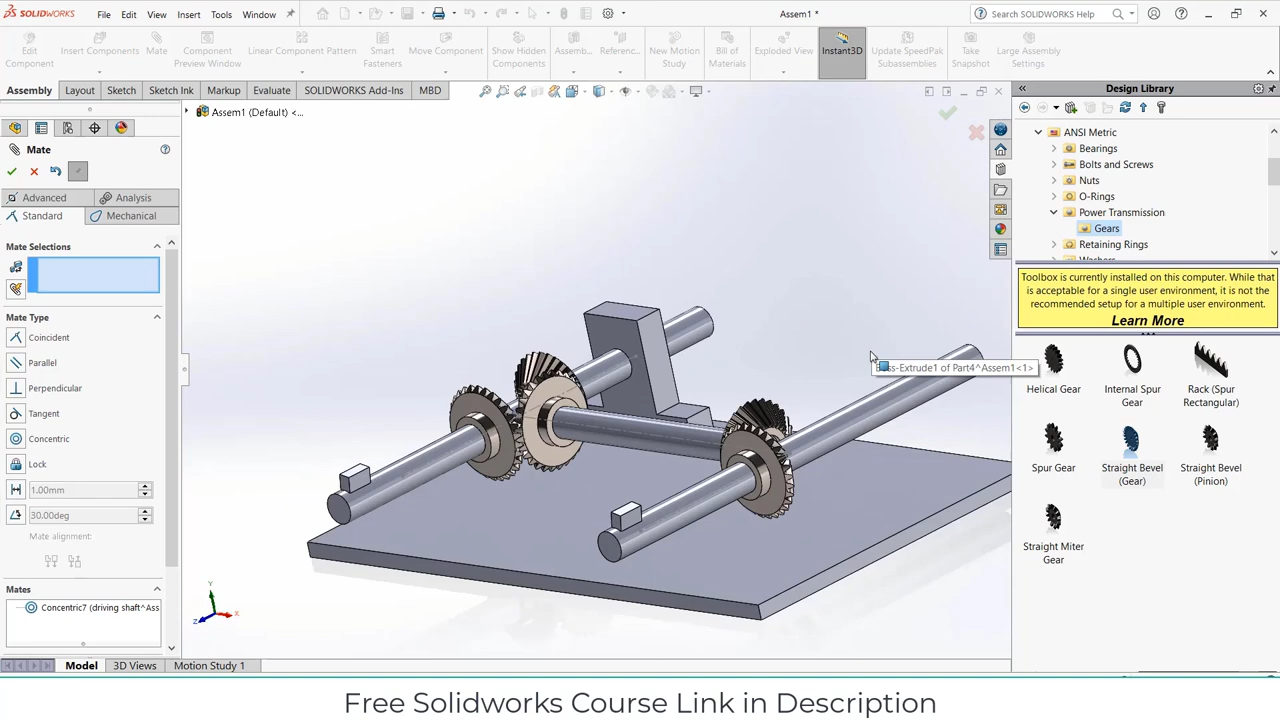 SOLIDWORKS
File
Edit
View
Insert
Tools
Window
Assem1 *
Search SOLIDWORKS Help
Edit
Component
Insert Components
Mate
Component
Preview Window
Linear Component Pattern
Smart
Fasteners
Move Component
Show Hidden
Components
Assemb...
Referenc...
New Motion
Study
Bill of
Materials
Exploded View
Instant3D
Update SpeedPak
Subassemblies
Take
Snapshot
Large Assembly
Settings
Assembly
Layout
Sketch
Sketch Ink
Markup
Evaluate
SOLIDWORKS Add-Ins
MBD
Assem1 (Default) <...
Mate
Advanced
Analysis
Standard
Mechanical
Mate Selections
Mate Type
Coincident
Parallel
Perpendicular
Tangent
Concentric
Lock
1.00mm
30.00deg
Mate alignment:
Mates
Concentric7 (driving shaft^Ass
ss-Extrude1 of Part4^Assem1<1>
Y
X
Z
Design Library
ANSI Metric
Bearings
Bolts and Screws
Nuts
O-Rings
Power Transmission
Gears
Retaining Rings
Toolbox is currently installed on this computer. While that
is acceptable for a single user environment, it is not the
recommended setup for a multiple user environment.
Learn More
Helical Gear
Internal Spur
Gear
Rack (Spur
Rectangular)
Spur Gear
Straight Bevel
(Gear)
Straight Bevel
(Pinion)
Straight Miter
Gear
Model
3D Views
Motion Study 1
Free Solidworks Course Link in Description